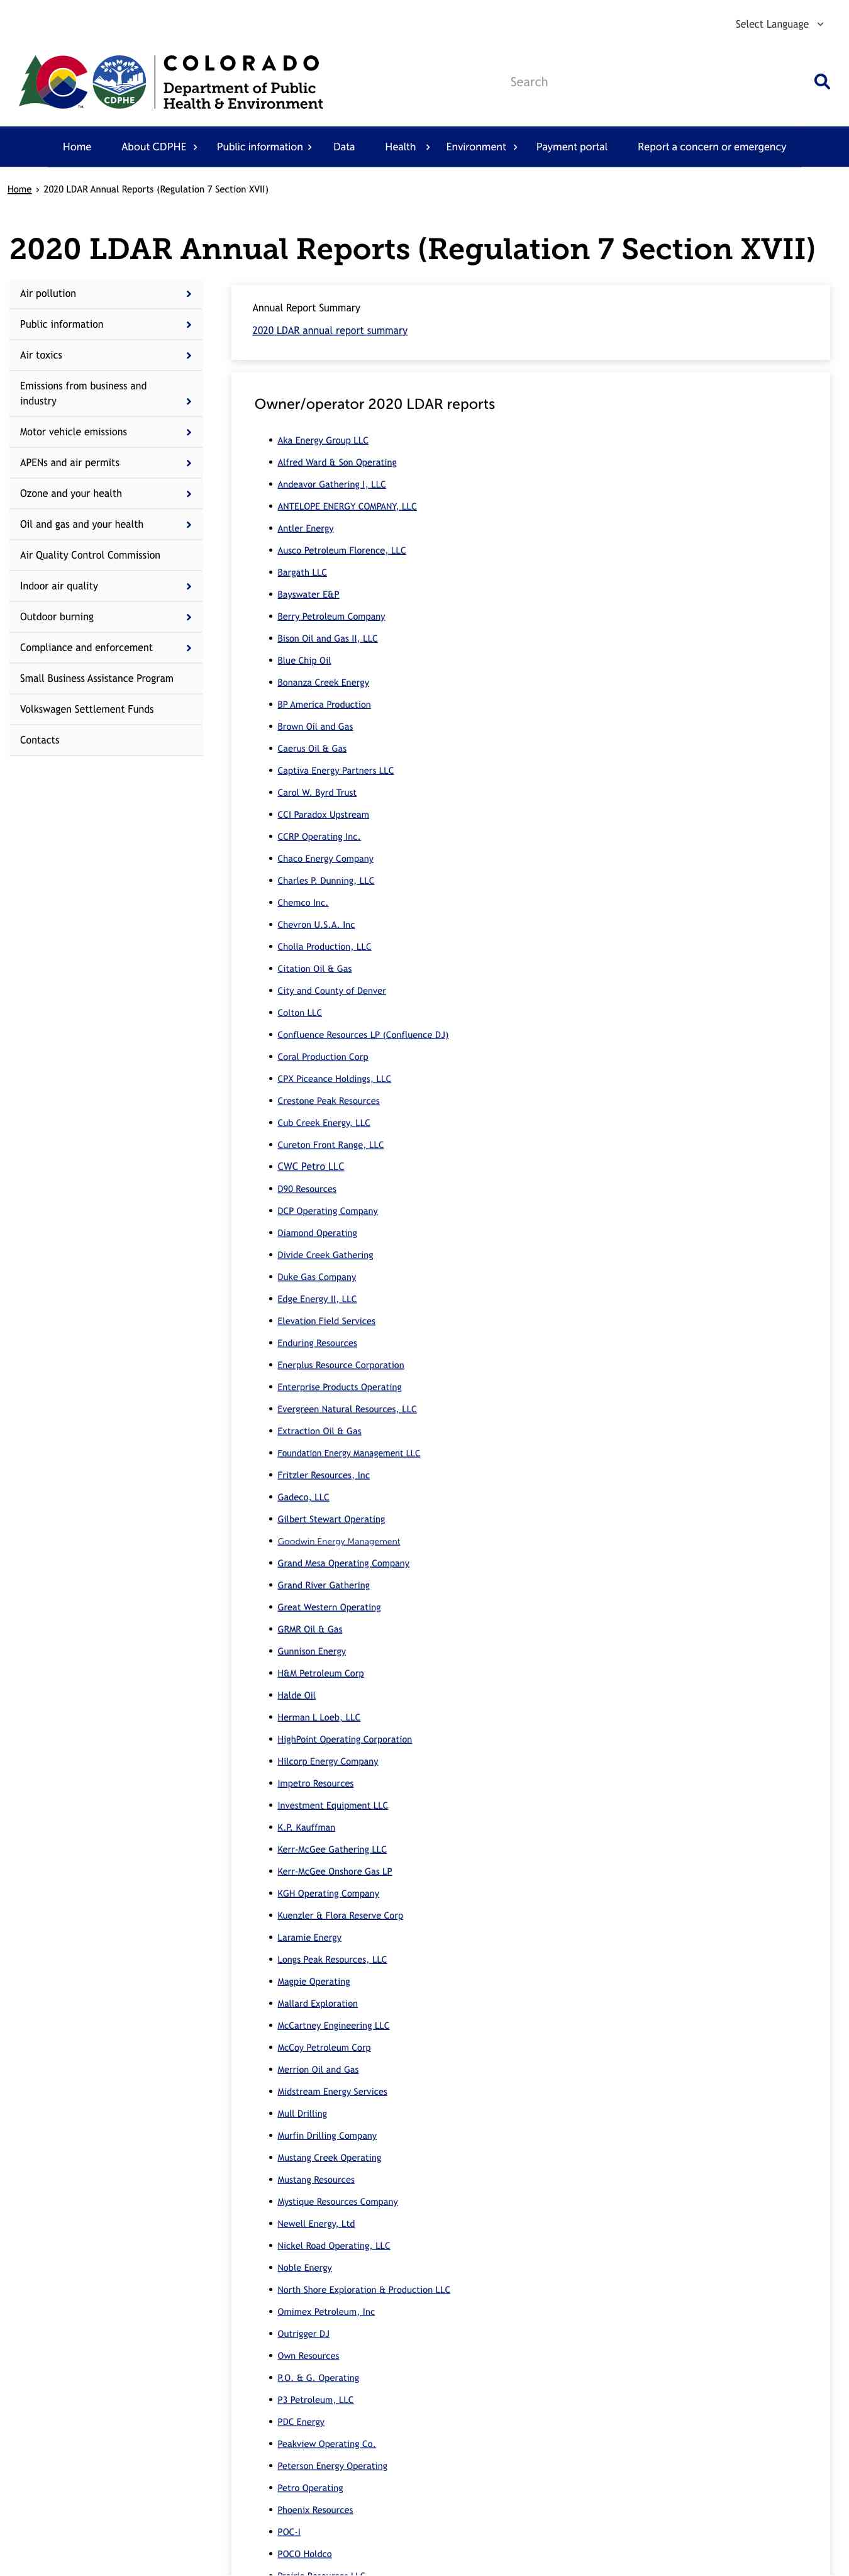 Select Language
COLORADO
Department of Public
Health & Environment
CDPHE
TM
Search
Home About CDPHE Public information Data Health Environment Payment portal Report a concern or emergency
Home › 2020 LDAR Annual Reports (Regulation 7 Section XVII)
2020 LDAR Annual Reports (Regulation 7 Section XVII)
Air pollution
Public information
Air toxics
Emissions from business and
industry
Motor vehicle emissions
APENs and air permits
Ozone and your health
Oil and gas and your health
Air Quality Control Commission
Indoor air quality
Outdoor burning
Compliance and enforcement
Small Business Assistance Program
Volkswagen Settlement Funds
Contacts
Annual Report Summary
2020 LDAR annual report summary
Owner/operator 2020 LDAR reports
Aka Energy Group LLC
Alfred Ward & Son Operating
Andeavor Gathering I, LLC
ANTELOPE ENERGY COMPANY, LLC
Antler Energy
Ausco Petroleum Florence, LLC
Bargath LLC
Bayswater E&P
Berry Petroleum Company
Bison Oil and Gas II, LLC
Blue Chip Oil
Bonanza Creek Energy
BP America Production
Brown Oil and Gas
Caerus Oil & Gas
Captiva Energy Partners LLC
Carol W. Byrd Trust
CCI Paradox Upstream
CCRP Operating Inc.
Chaco Energy Company
Charles P. Dunning, LLC
Chemco Inc.
Chevron U.S.A. Inc
Cholla Production, LLC
Citation Oil & Gas
City and County of Denver
Colton LLC
Confluence Resources LP (Confluence DJ)
Coral Production Corp
CPX Piceance Holdings, LLC
Crestone Peak Resources
Cub Creek Energy, LLC
Cureton Front Range, LLC
CWC Petro LLC
D90 Resources
DCP Operating Company
Diamond Operating
Divide Creek Gathering
Duke Gas Company
Edge Energy II, LLC
Elevation Field Services
Enduring Resources
Enerplus Resource Corporation
Enterprise Products Operating
Evergreen Natural Resources, LLC
Extraction Oil & Gas
Foundation Energy Management LLC
Fritzler Resources, Inc
Gadeco, LLC
Gilbert Stewart Operating
Goodwin Energy Management
Grand Mesa Operating Company
Grand River Gathering
Great Western Operating
GRMR Oil & Gas
Gunnison Energy
H&M Petroleum Corp
Halde Oil
Herman L Loeb, LLC
HighPoint Operating Corporation
Hilcorp Energy Company
Impetro Resources
Investment Equipment LLC
K.P. Kauffman
Kerr-McGee Gathering LLC
Kerr-McGee Onshore Gas LP
KGH Operating Company
Kuenzler & Flora Reserve Corp
Laramie Energy
Longs Peak Resources, LLC
Magpie Operating
Mallard Exploration
McCartney Engineering LLC
McCoy Petroleum Corp
Merrion Oil and Gas
Midstream Energy Services
Mull Drilling
Murfin Drilling Company
Mustang Creek Operating
Mustang Resources
Mystique Resources Company
Newell Energy, Ltd
Nickel Road Operating, LLC
Noble Energy
North Shore Exploration & Production LLC
Omimex Petroleum, Inc
Outrigger DJ
Own Resources
P.O. & G. Operating
P3 Petroleum, LLC
PDC Energy
Peakview Operating Co.
Peterson Energy Operating
Petro Operating
Phoenix Resources
POC-I
POCO Holdco